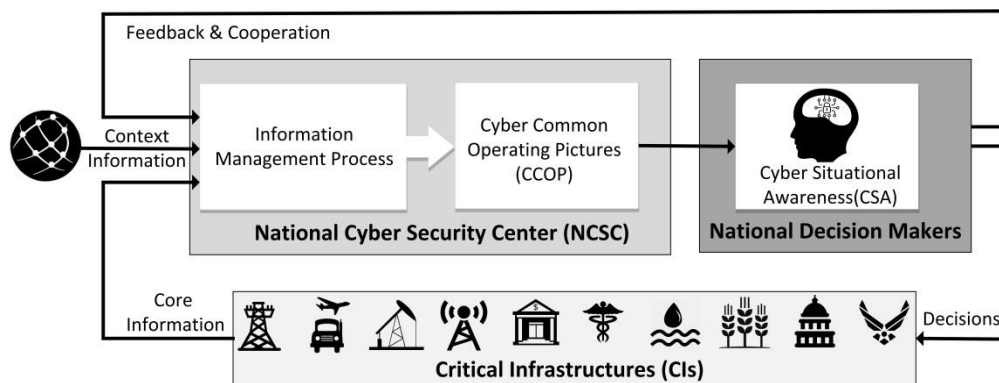 Feedback & Cooperation
Context
Information
Information
Management Process
Cyber Common
Operating Pictures
(CCOP)
Cyber Situational
Awareness(CSA)
National Cyber Security Center (NCSC)
National Decision Makers
Core
Information
$
Decisions
Critical Infrastructures (CIs)